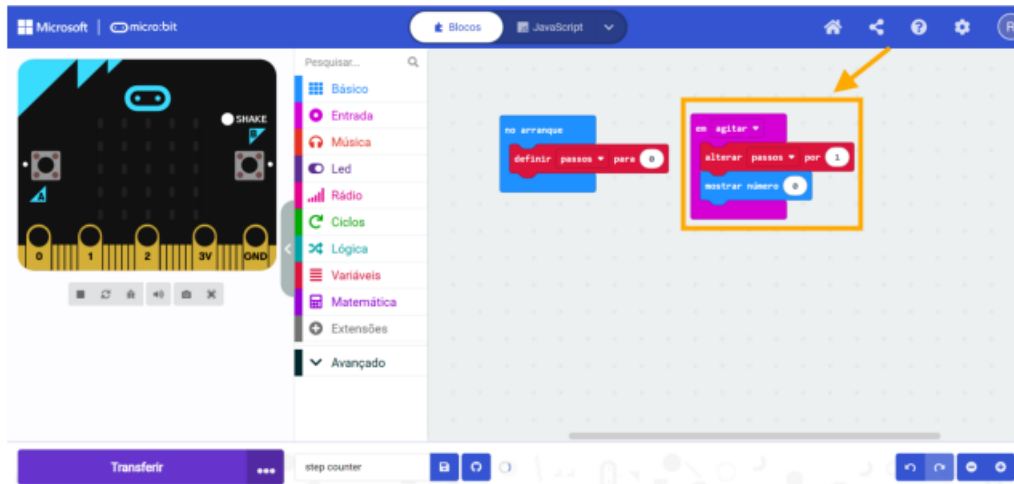 Microsoft micro:bit
Blocos
JavaScript
R
Pesquisar...
Básico
Entrada
Música
Led
Rádio
Ciclos
Lógica
Variáveis
Matemática
Extensões
Avançado
SHAKE
B
A
0 1 2 3V GND
no arranque
definir passos para 0
em agitar
alterar passos por 1
mostrar número 0
Transferir
step counter